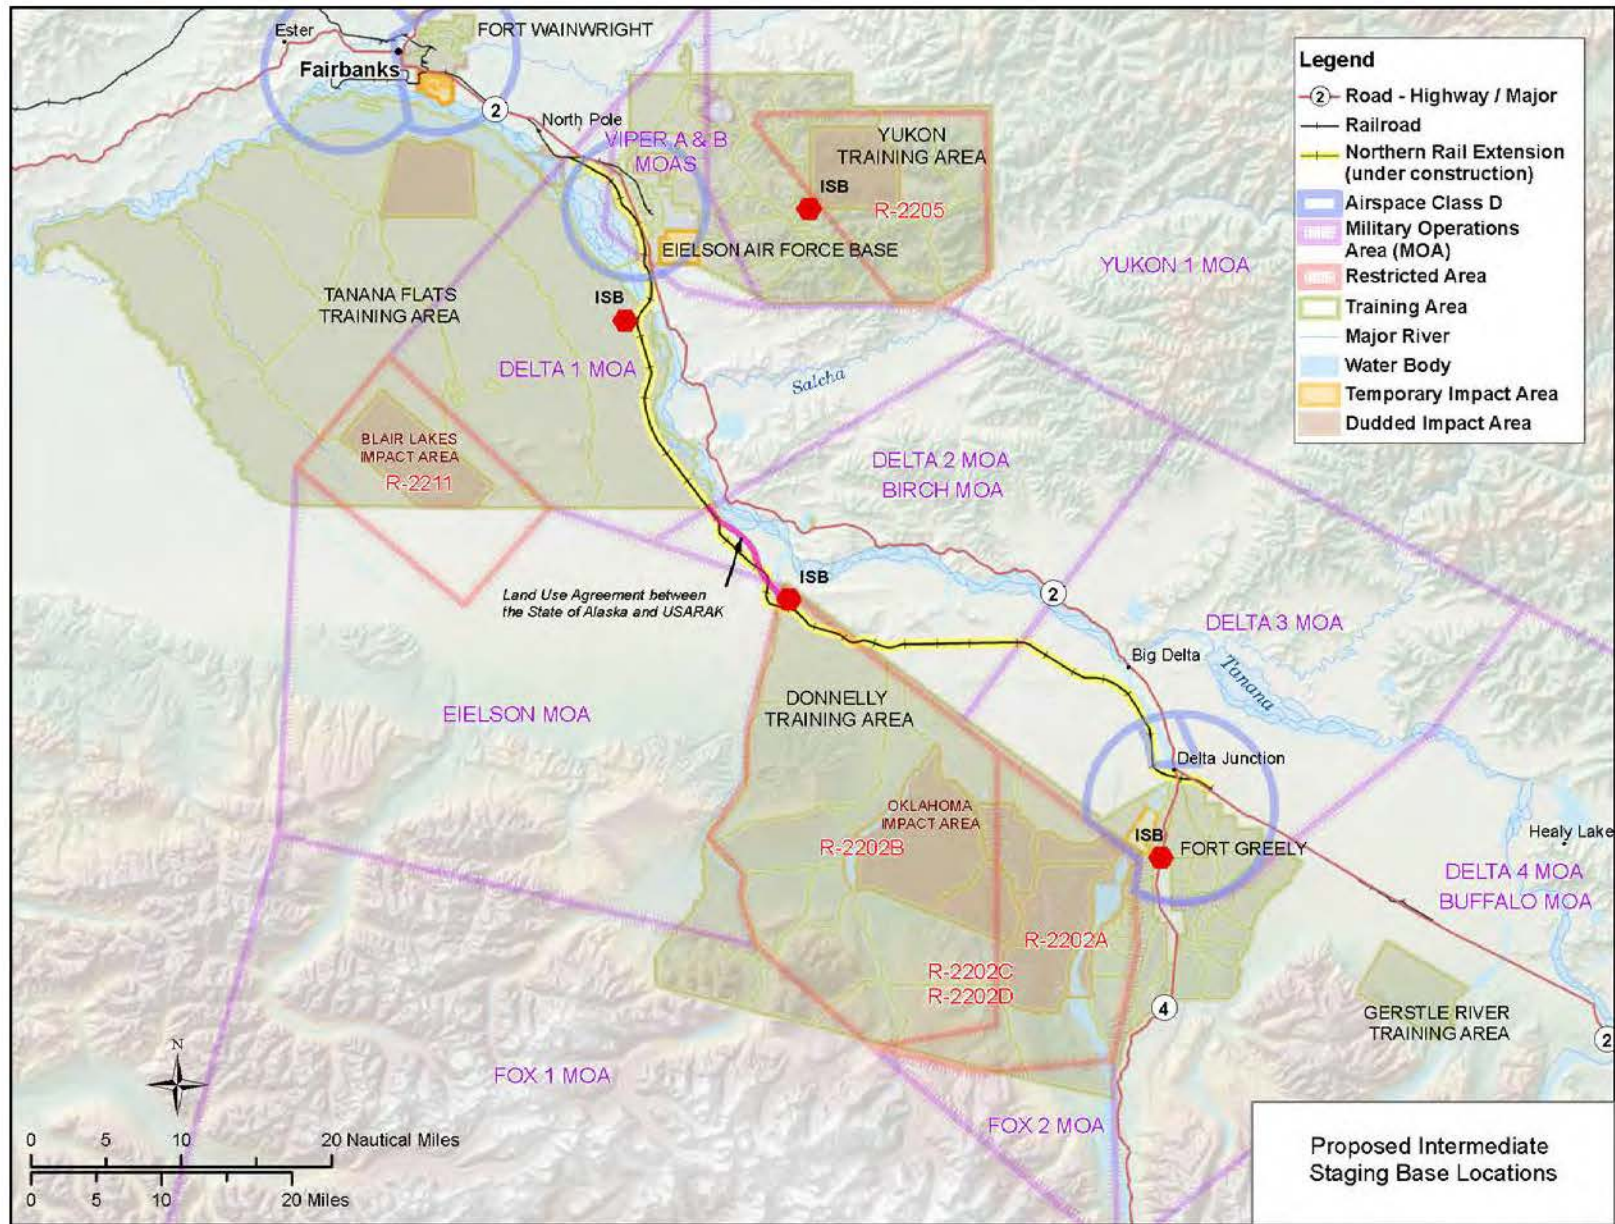 Ester
FORT WAINWRIGHT
Fairbanks
2
North Pole
VIPER A & B
MOAS
YUKON
TRAINING AREA
ISB
R-2205
EIELSON AIR FORCE BASE
YUKON 1 MOA
TANANA FLATS
TRAINING AREA
ISB
DELTA 1 MOA
Salcha
BLAIR LAKES
IMPACT AREA
R-2211
DELTA 2 MOA
BIRCH MOA
Land Use Agreement between
the State of Alaska and USARAK
ISB
2
DELTA 3 MOA
Big Delta
Tanana
EIELSON MOA
DONNELLY
TRAINING AREA
Delta Junction
OKLAHOMA
IMPACT AREA
R-2202B
ISB
FORT GREELY
Healy Lake
DELTA 4 MOA
BUFFALO MOA
R-2202A
R-2202C
R-2202D
4
GERSTLE RIVER
TRAINING AREA
2
FOX 1 MOA
FOX 2 MOA
N
0 5 10 20 Nautical Miles
0 5 10 20 Miles
Legend
2 Road - Highway / Major
Railroad
Northern Rail Extension
(under construction)
Airspace Class D
Military Operations
Area (MOA)
Restricted Area
Training Area
Major River
Water Body
Temporary Impact Area
Dudded Impact Area
Proposed Intermediate
Staging Base Locations